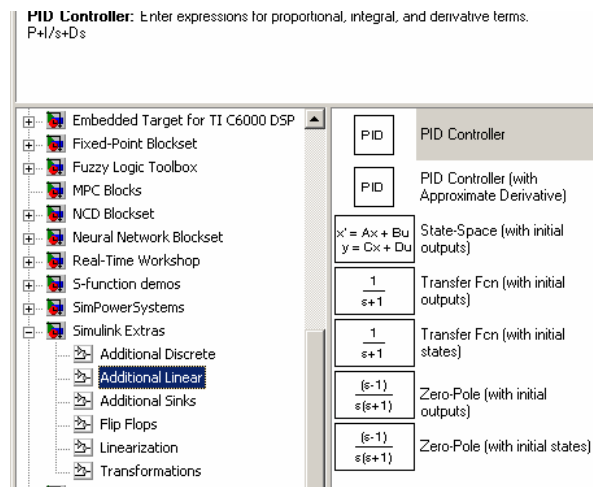 PID Controller: Enter expressions for proportional, integral, and derivative terms.
P+I/s+Ds
Embedded Target for TI C6000 DSP
Fixed-Point Blockset
Fuzzy Logic Toolbox
MPC Blocks
NCD Blockset
Neural Network Blockset
Real-Time Workshop
S-function demos
SimPowerSystems
Simulink Extras
Additional Discrete
Additional Linear
Additional Sinks
Flip Flops
Linearization
Transformations
PID
PID Controller
PID
PID Controller (with
Approximate Derivative)
x' = Ax + Bu
y = Cx + Du
State-Space (with initial
outputs)
1
s+1
Transfer Fcn (with initial
outputs)
1
s+1
Transfer Fcn (with initial
states)
(s-1)
s(s+1)
Zero-Pole (with initial
outputs)
(s-1)
s(s+1)
Zero-Pole (with initial states)